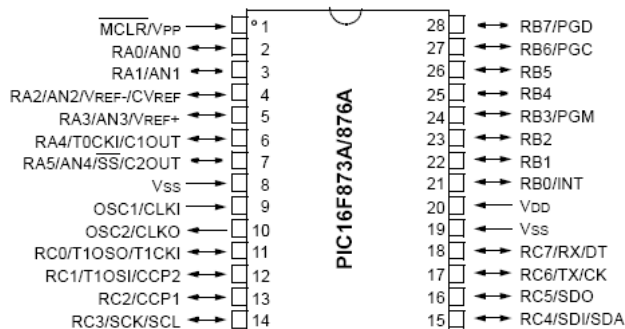 MCLR/VPP 1 28 RB7/PGD
RA0/AN0 2 27 RB6/PGC
RA1/AN1 3 26 RB5
RA2/AN2/VREF-/CVREF 4 25 RB4
RA3/AN3/VREF+ 5 24 RB3/PGM
RA4/T0CKI/C1OUT 6 23 RB2
RA5/AN4/SS/C2OUT 7 22 RB1
VSS 8 21 RB0/INT
OSC1/CLKI 9 20 VDD
OSC2/CLKO 10 19 VSS
RC0/T1OSO/T1CKI 11 18 RC7/RX/DT
RC1/T1OSI/CCP2 12 17 RC6/TX/CK
RC2/CCP1 13 16 RC5/SDO
RC3/SCK/SCL 14 15 RC4/SDI/SDA
PIC16F873A/876A